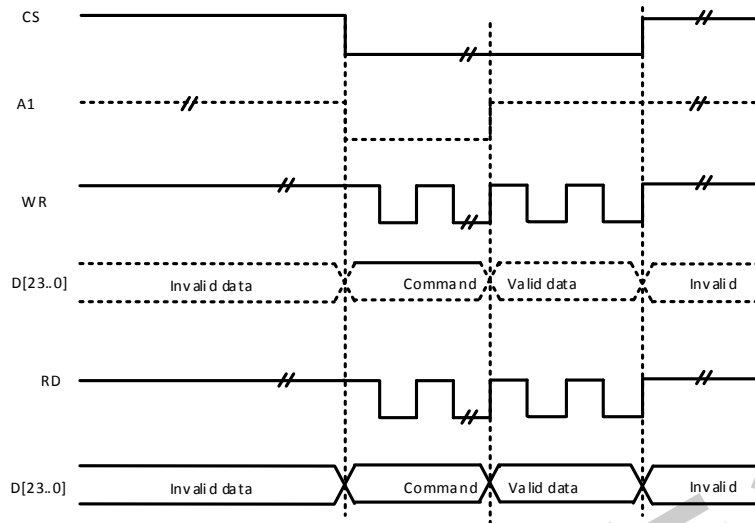 CS
A1
WR
D[23..0] Invalid data Command Valid data Invalid
RD
D[23..0] Invalid data Command Valid data Invalid